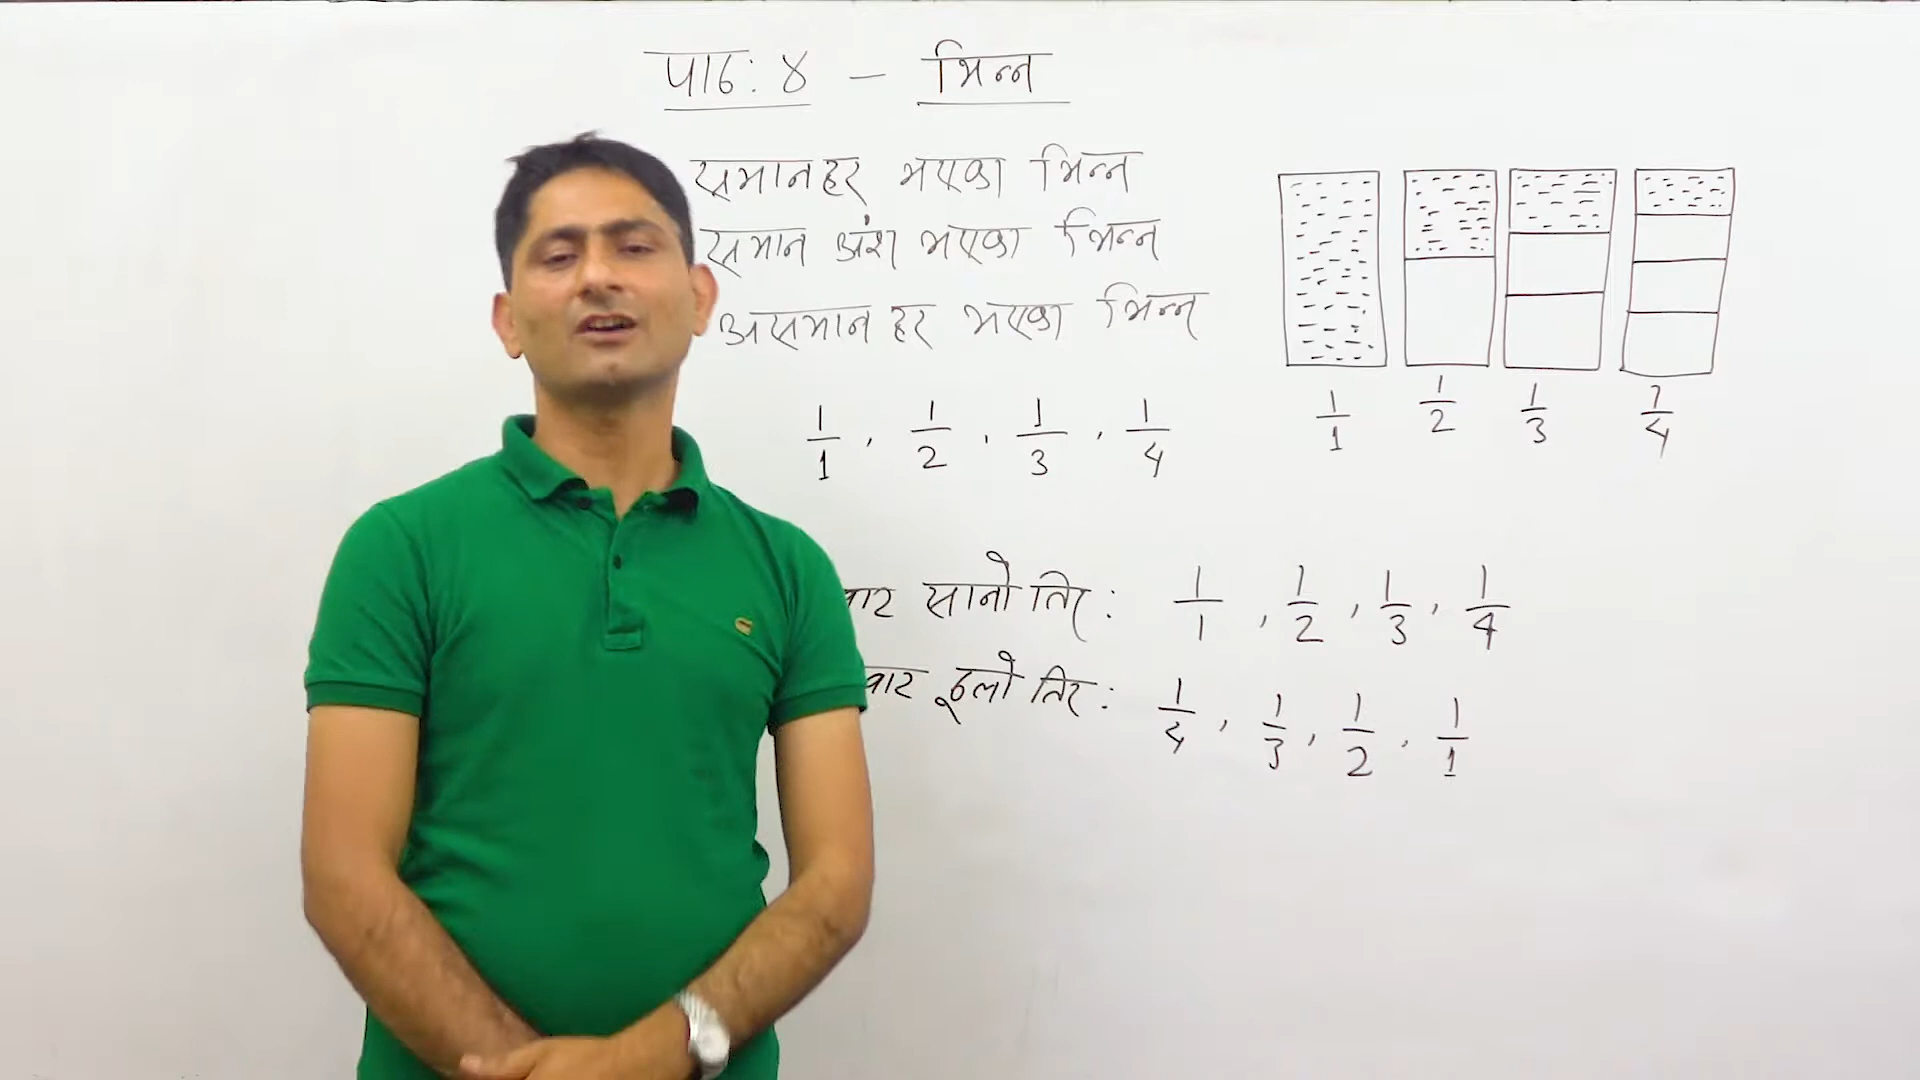 पाठ: ४ — भिन्न
समान हर भएका भिन्न
समान अंश भएका भिन्न
असमान हर भएका भिन्न
1/1 , 1/2 , 1/3 , 1/4
1/1 1/2 1/3 1/4
सानो तिर : 1/1 , 1/2 , 1/3 , 1/4
ठूलो तिर : 1/4 , 1/3 , 1/2 , 1/1